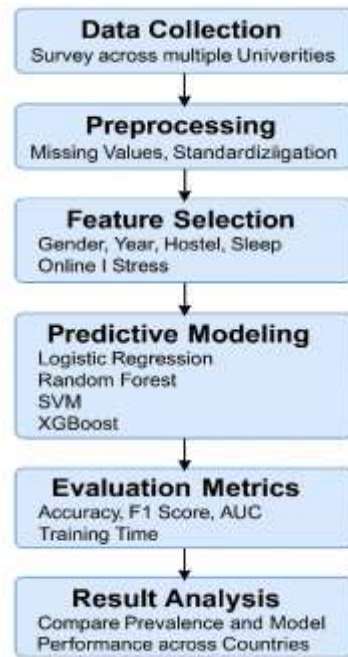 Data Collection
Survey across multiple Univerities
Preprocessing
Missing Values, Standardiziigation
Feature Selection
Gender, Year, Hostel, Sleep
Online I Stress
Predictive Modeling
Logistic Regression
Random Forest
SVM
XGBoost
Evaluation Metrics
Accuracy, F1 Score, AUC
Training Time
Result Analysis
Compare Prevalence and Model
Performance across Countries